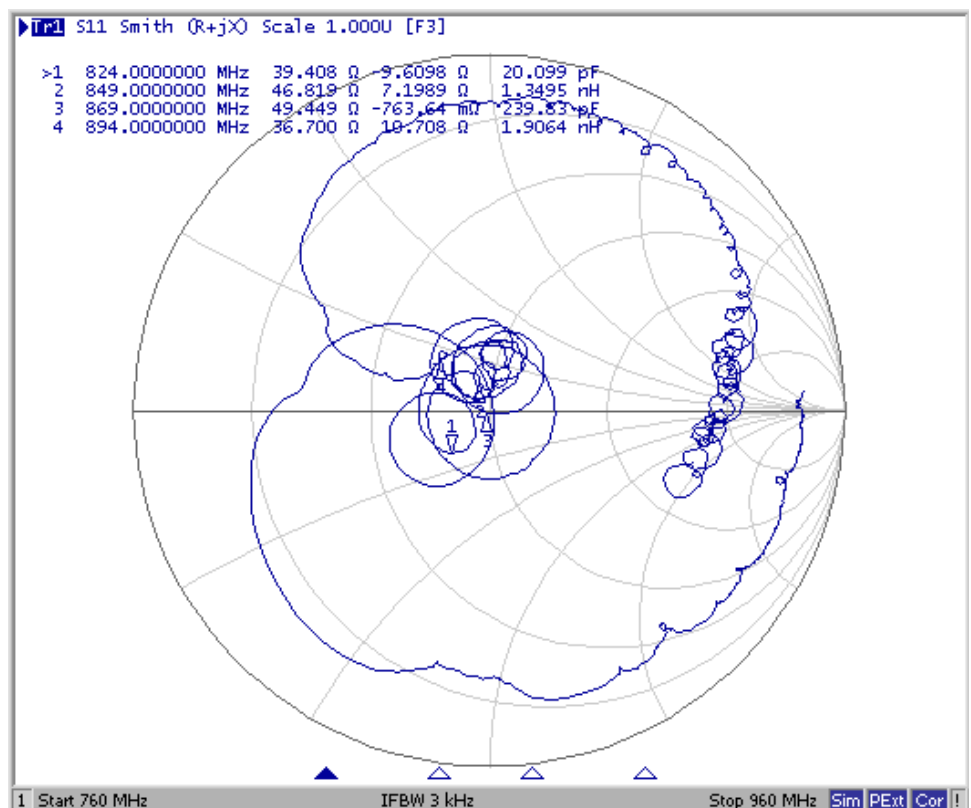 Tr1 S11 Smith (R+jX) Scale 1.000U [F3]
>1 824.0000000 MHz 39.408 Ω -9.6098 Ω 20.099 pF
2 849.0000000 MHz 46.819 Ω 7.1989 Ω 1.3495 nH
3 869.0000000 MHz 49.449 Ω -763.64 mΩ 239.83 pF
4 894.0000000 MHz 36.700 Ω 10.708 Ω 1.9064 nH
1
2
3
4
1 Start 760 MHz IFBW 3 kHz Stop 960 MHz Sim PExt Cor !